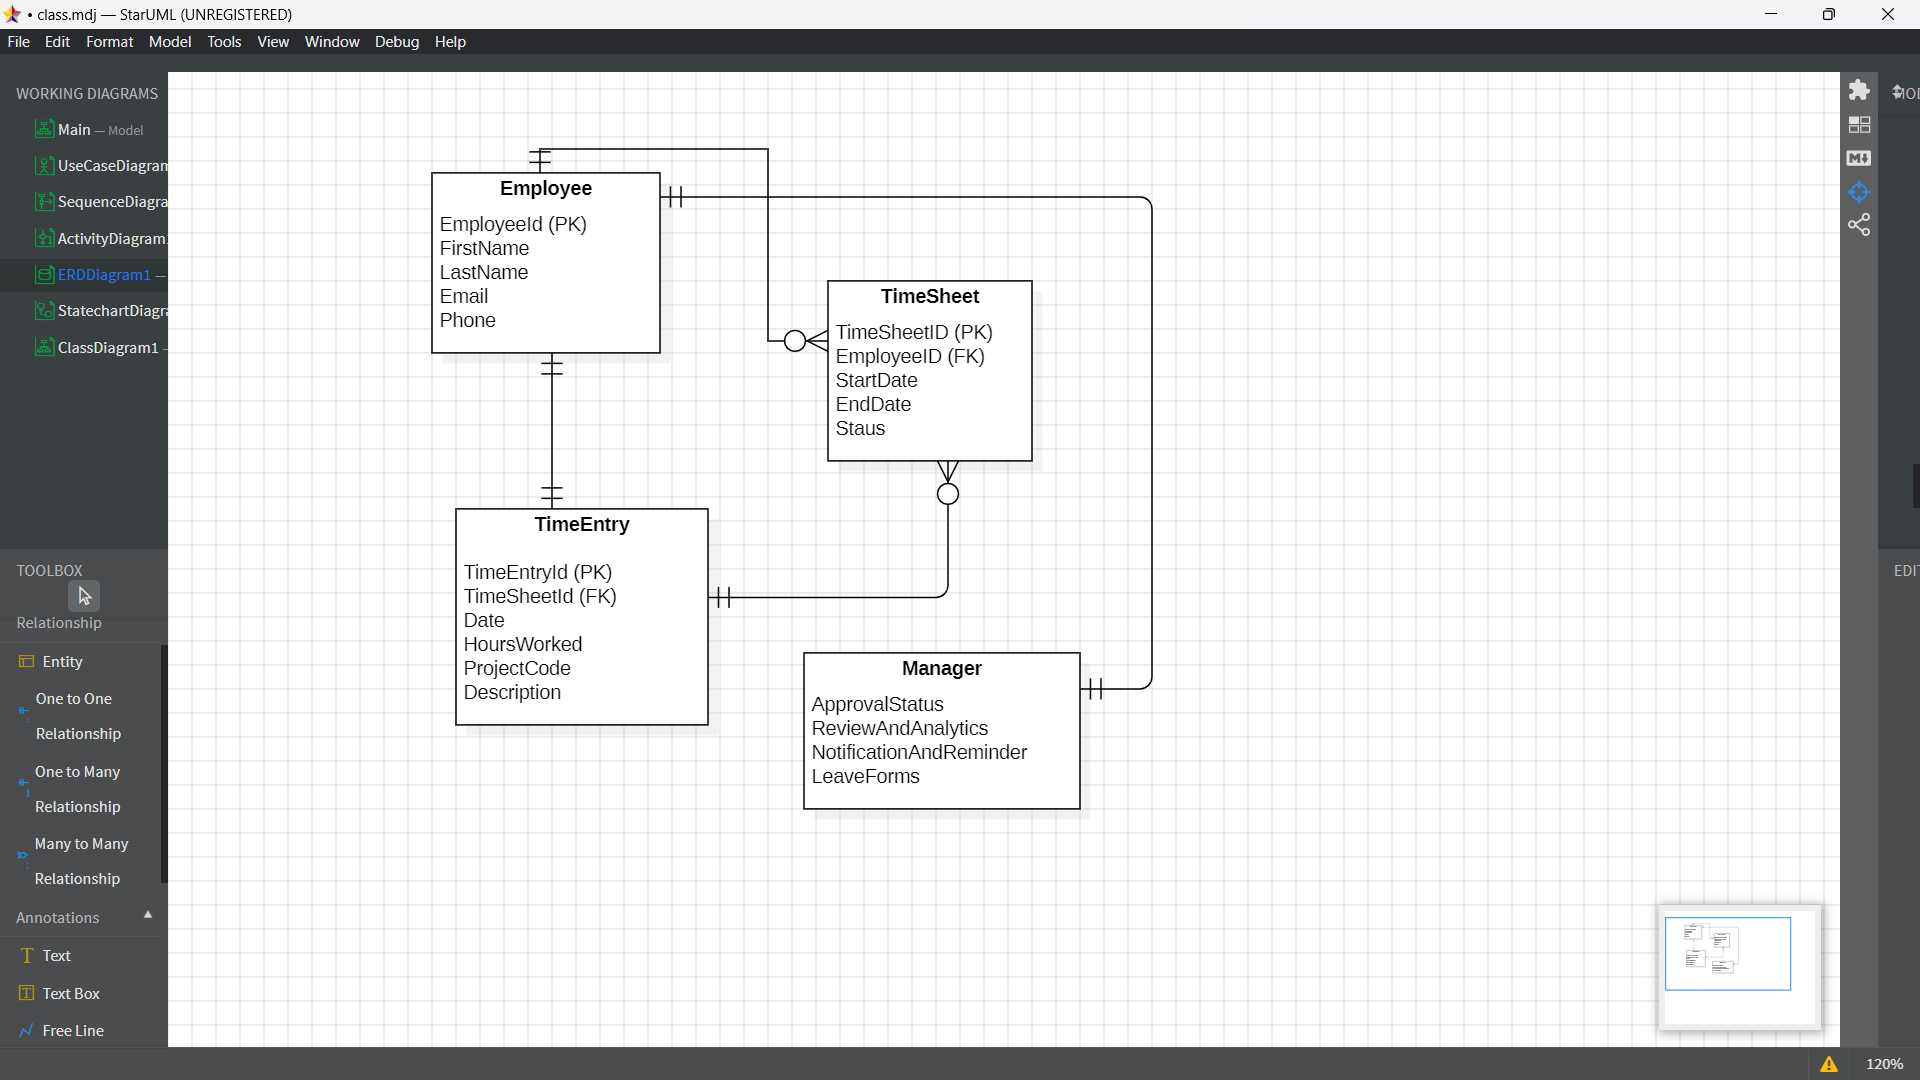 • class.mdj — StarUML (UNREGISTERED)
File Edit Format Model Tools View Window Debug Help
WORKING DIAGRAMS
Main — Model
UseCaseDiagram
SequenceDiagra
ActivityDiagram
ERDDiagram1 —
StatechartDiagra
ClassDiagram1 -
TOOLBOX
Relationship
Entity
One to One
Relationship
One to Many
Relationship
Many to Many
Relationship
Annotations
Text
Text Box
Free Line
Employee
EmployeeId (PK)
FirstName
LastName
Email
Phone
TimeSheet
TimeSheetID (PK)
EmployeeID (FK)
StartDate
EndDate
Staus
TimeEntry
TimeEntryId (PK)
TimeSheetId (FK)
Date
HoursWorked
ProjectCode
Description
Manager
ApprovalStatus
ReviewAndAnalytics
NotificationAndReminder
LeaveForms
M
MOD
EDIT
120%